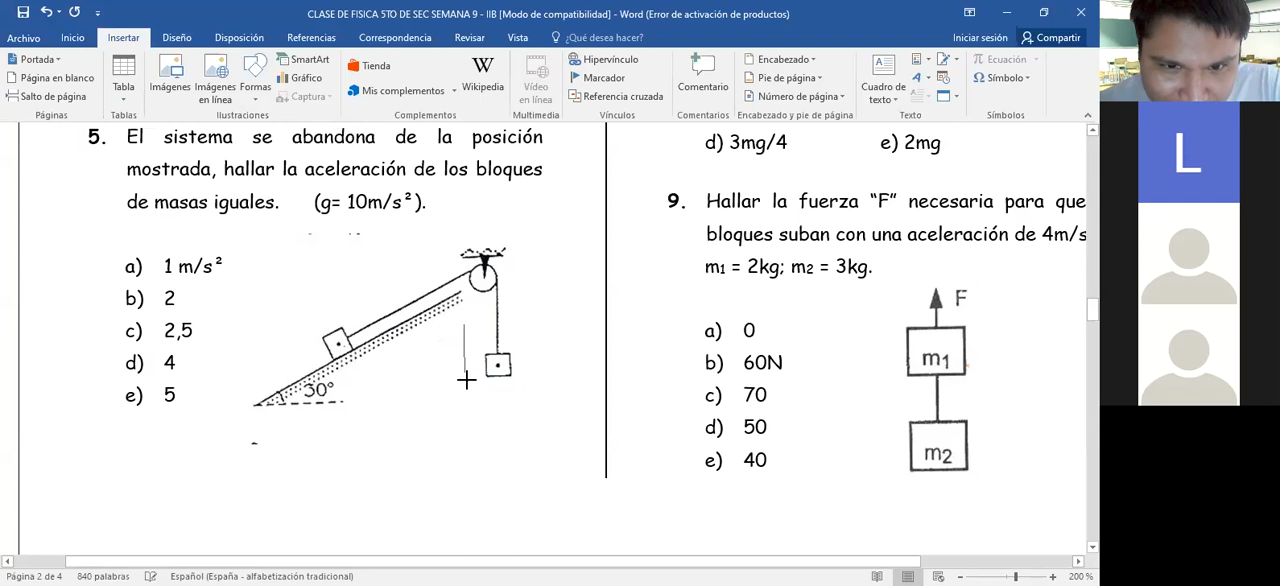 CLASE DE FISICA 5TO DE SEC SEMANA 9 - IIB [Modo de compatibilidad] - Word (Error de activación de productos)
Archivo Inicio Insertar Diseño Disposición Referencias Correspondencia Revisar Vista ¿Qué desea hacer? Iniciar sesión Compartir
Portada
Página en blanco
Salto de página
Páginas
Tabla
Tablas
Imágenes
Imágenes en línea
Formas
SmartArt
Gráfico
Captura
Ilustraciones
Tienda
Mis complementos
W
Wikipedia
Complementos
Vídeo en línea
Multimedia
Hipervínculo
Marcador
Referencia cruzada
Vínculos
Comentario
Comentarios
Encabezado
Pie de página
Número de página
Encabezado y pie de página
A
Cuadro de texto
Texto
π Ecuación
Ω Símbolo
Símbolos
5. El sistema se abandona de la posición
mostrada, hallar la aceleración de los bloques
de masas iguales. (g= 10m/s²).
a) 1 m/s²
b) 2
c) 2,5
d) 4
e) 5
30°
d) 3mg/4 e) 2mg
9. Hallar la fuerza “F” necesaria para que
bloques suban con una aceleración de 4m/s
m₁ = 2kg; m₂ = 3kg.
a) 0
b) 60N
c) 70
d) 50
e) 40
F
m₁
m₂
L
Página 2 de 4 840 palabras Español (España - alfabetización tradicional) 200 %